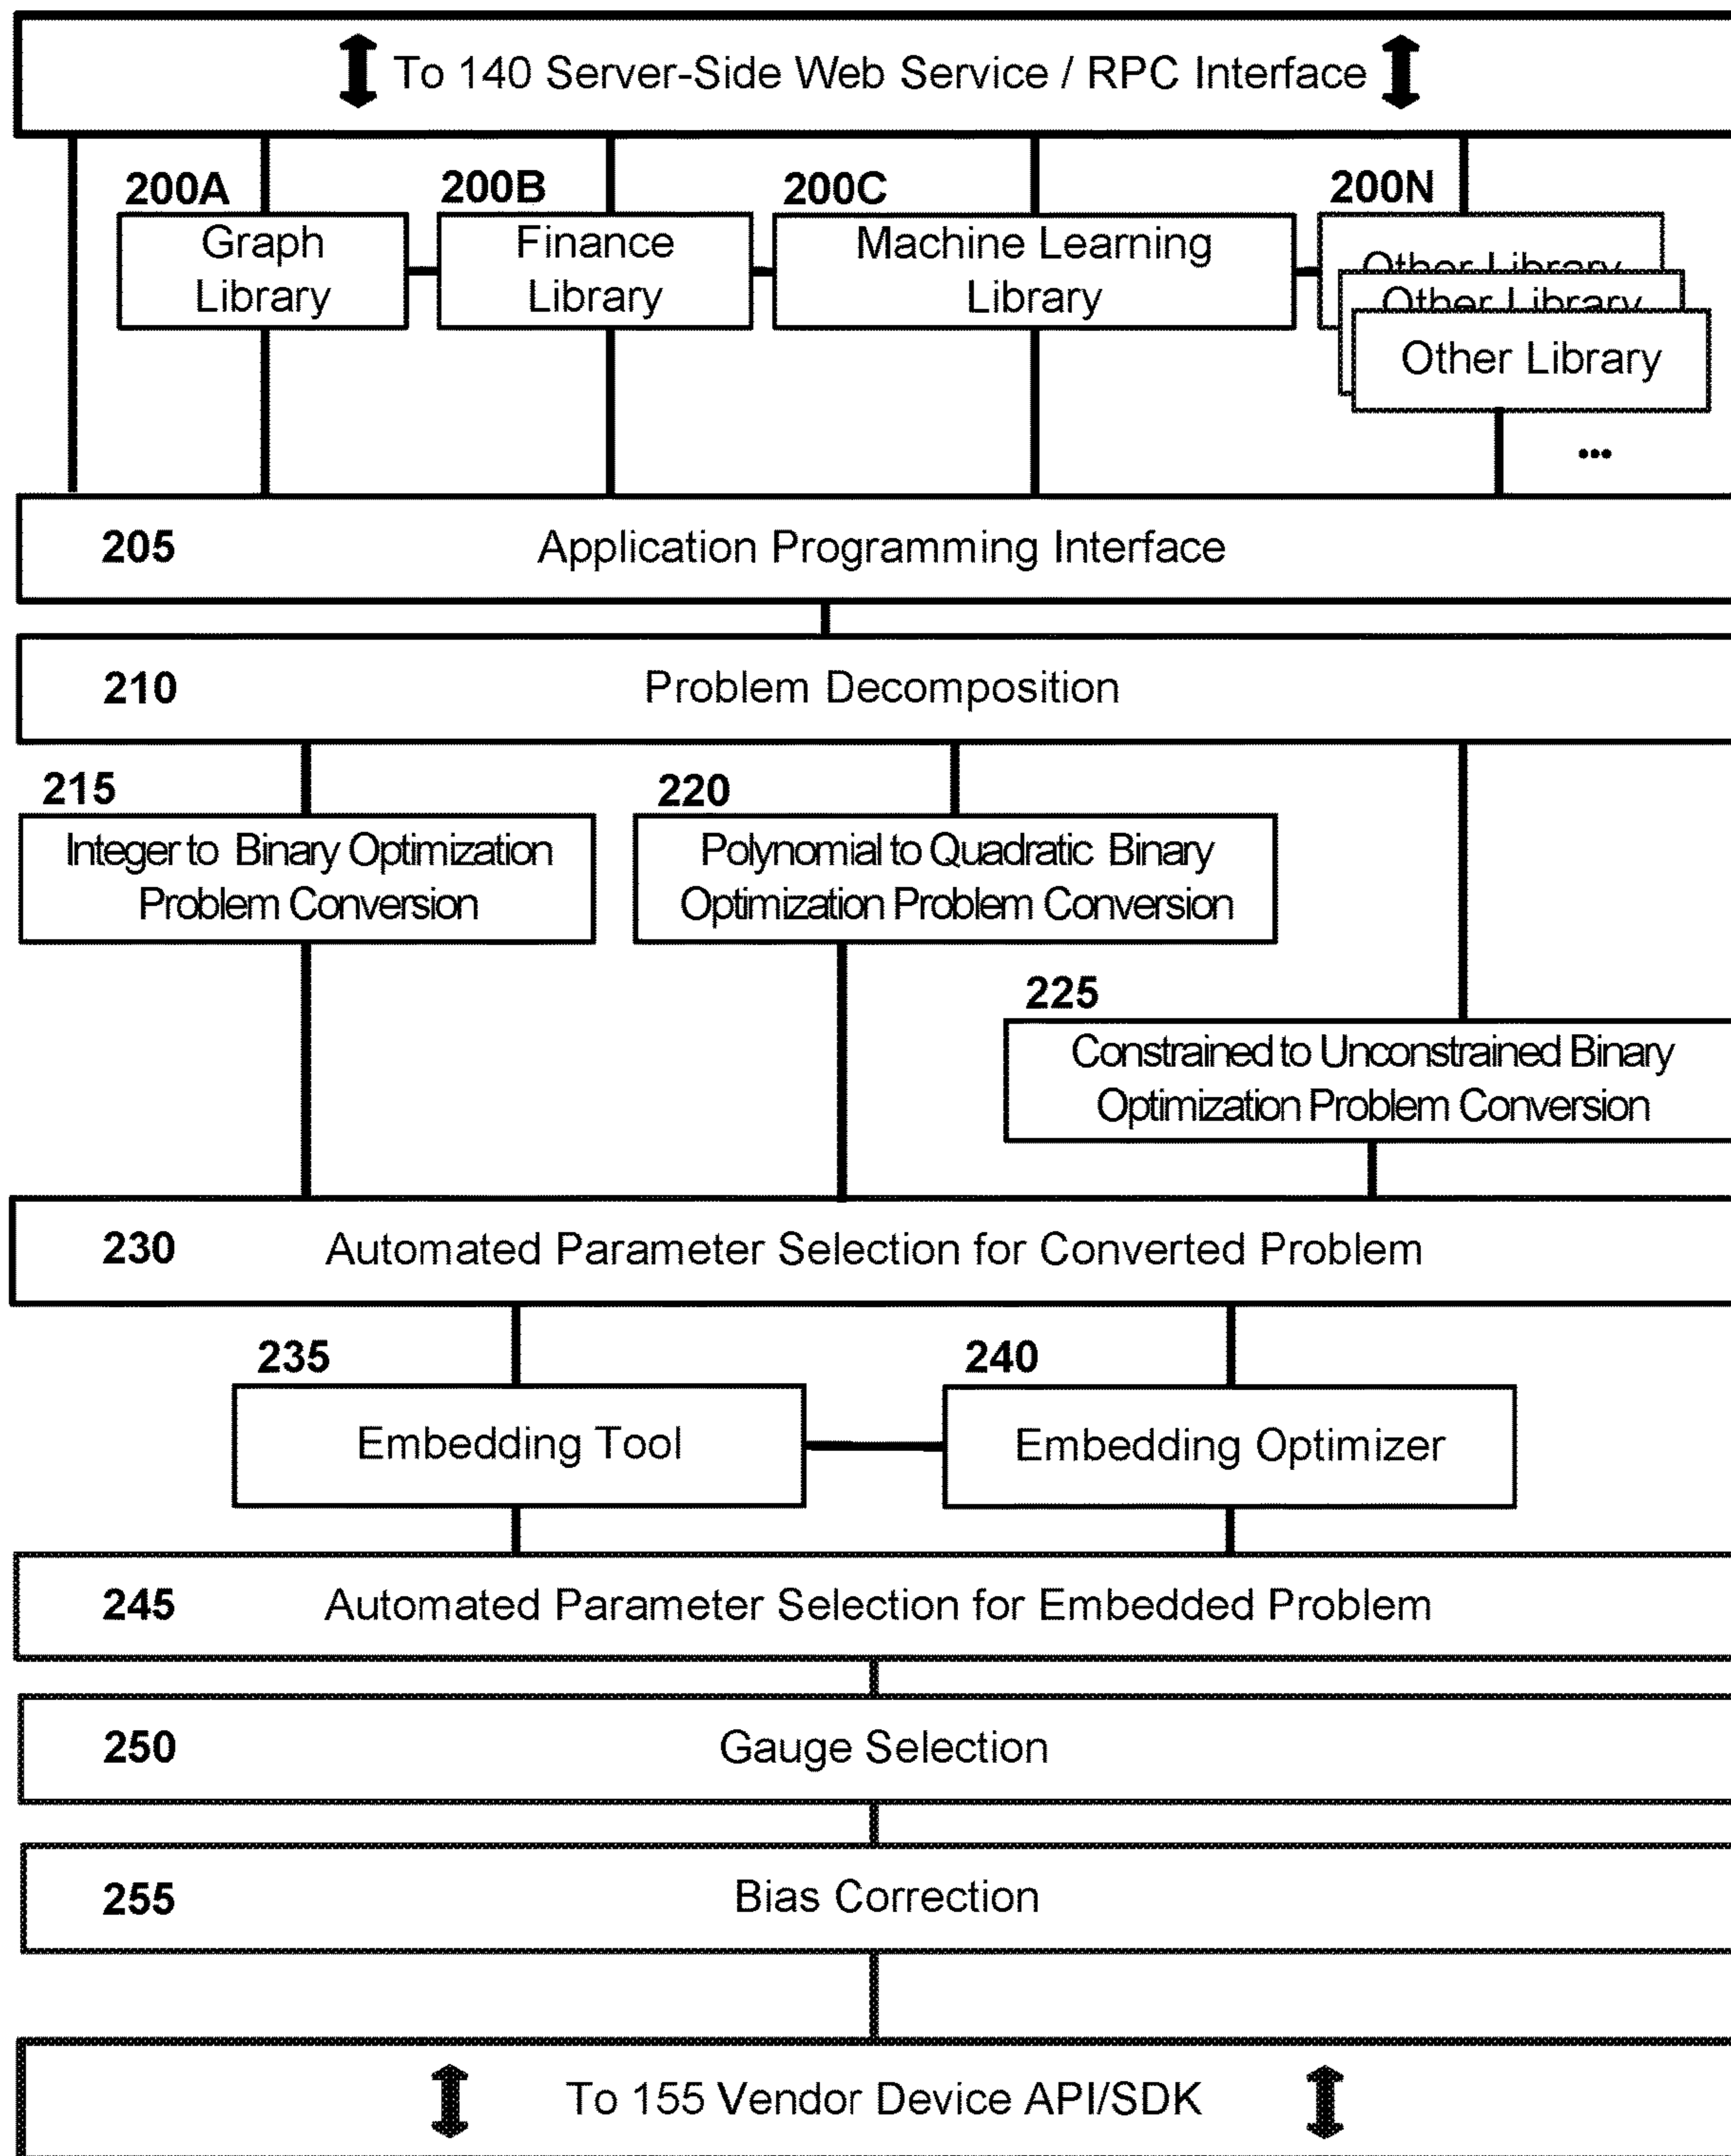 To 140 Server-Side Web Service / RPC Interface
200A
200B
200C
200N
Graph
Library
Finance
Library
Machine Learning
Library
Other Library
Other Library
Other Library
...
205 Application Programming Interface
210 Problem Decomposition
215
220
Integer to Binary Optimization
Problem Conversion
Polynomial to Quadratic Binary
Optimization Problem Conversion
225
Constrained to Unconstrained Binary
Optimization Problem Conversion
230 Automated Parameter Selection for Converted Problem
235
240
Embedding Tool
Embedding Optimizer
245 Automated Parameter Selection for Embedded Problem
250 Gauge Selection
255 Bias Correction
To 155 Vendor Device API/SDK